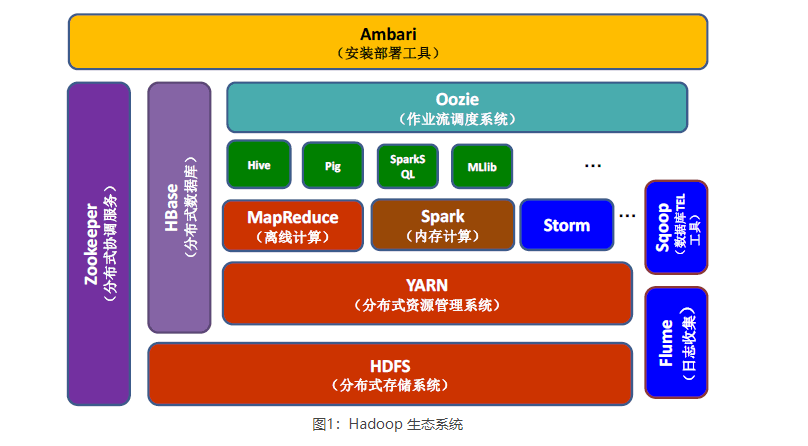 Ambari
(安装部署工具)
Zookeeper
(分布式协调服务)
HBase
(分布式数据库)
Oozie
(作业流调度系统)
Hive
Pig
SparkS
QL
MLlib
...
MapReduce
(离线计算)
Spark
(内存计算)
Storm
...
Sqoop
(数据库TEL
工具)
YARN
(分布式资源管理系统)
Flume
(日志收集)
HDFS
(分布式存储系统)
图1：Hadoop 生态系统